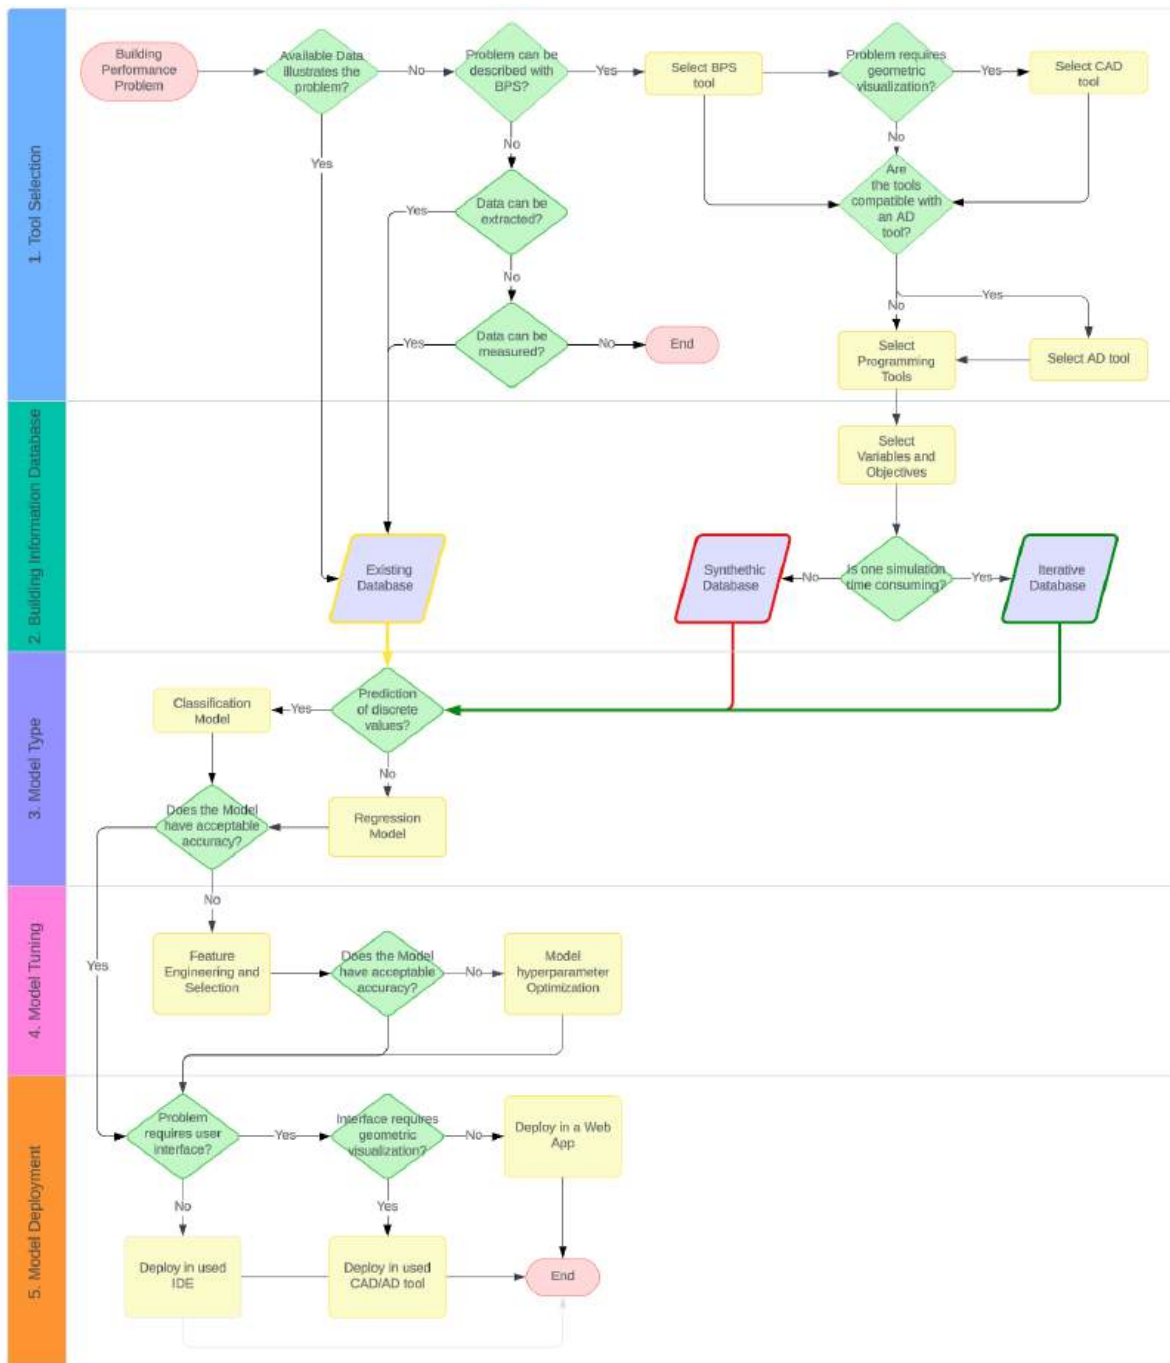 1. Tool Selection
Building
Performance
Problem
Available Data
illustrates the
problem?
No
Problem can be
described with
BPS?
Yes
Select BPS
tool
Problem requires
geometric
visualization?
Yes
Select CAD
tool
Yes
No
No
Data can be
extracted?
Yes
Are
the tools
compatible with
an AD
tool?
No
Yes
No
Data can be
measured?
Yes
No
End
Select
Programming
Tools
Select AD tool
2. Building Information Database
Select
Variables and
Objectives
Existing
Database
Synthethic
Database
No
Is one simulation
time consuming?
Yes
Iterative
Database
3. Model Type
Classification
Model
Yes
Prediction
of discrete
values?
No
Does the Model
have acceptable
accuracy?
Regression
Model
No
4. Model Tuning
Yes
Feature
Engineering and
Selection
Does the Model
have acceptable
accuracy?
No
Model
hyperparameter
Optimization
5. Model Deployment
Problem
requires user
interface?
Yes
Interface requires
geometric
visualization?
No
Deploy in a Web
App
No
Yes
Deploy in used
IDE
Deploy in used
CAD/AD tool
End